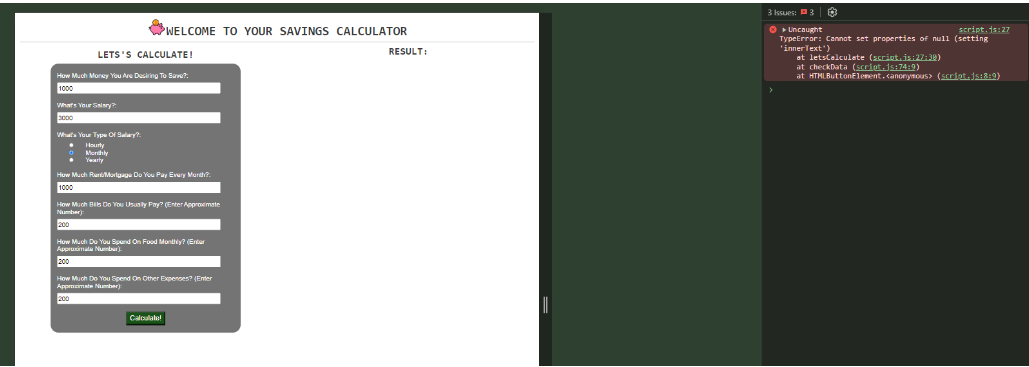 WELCOME TO YOUR SAVINGS CALCULATOR
LETS'S CALCULATE!
How Much Money You Are Desiring To Save?:
1000
What's Your Salary?:
3000
What's Your Type Of Salary?:
Hourly
Monthly
Yearly
How Much Rent/Mortgage Do You Pay Every Month?:
1000
How Much Bills Do You Usually Pay? (Enter Approximate
Number):
200
How Much Do You Spend On Food Monthly? (Enter
Approximate Number).
200
How Much Do You Spend On Other Expenses? (Enter
Approximate Number):
200
Calculate!
RESULT:
3 Issues: 3
Uncaught script.js:27
TypeError: Cannot set properties of null (setting
'innerText')
at letsCalculate (script.js:27:30)
at checkData (script.js:74:9)
at HTMLButtonElement.<anonymous> (script.js:8:9)